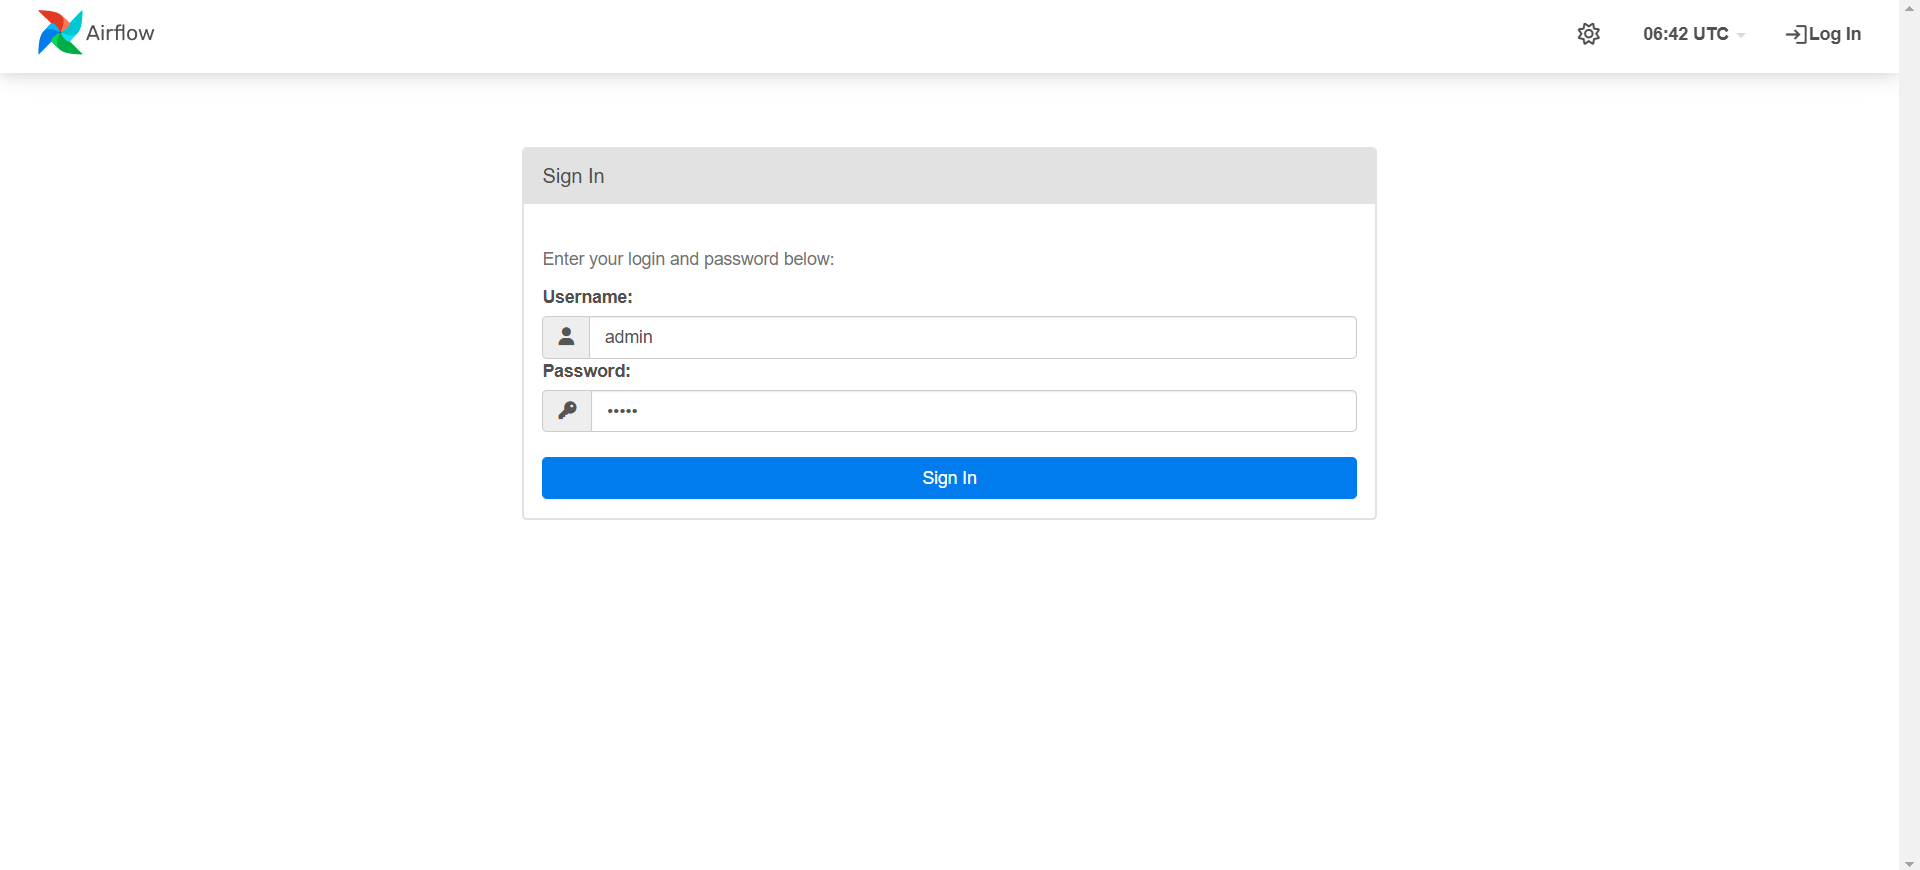 Airflow
06:42 UTC
Log In
Sign In
Enter your login and password below:
Username:
admin
Password:
•••••
Sign In